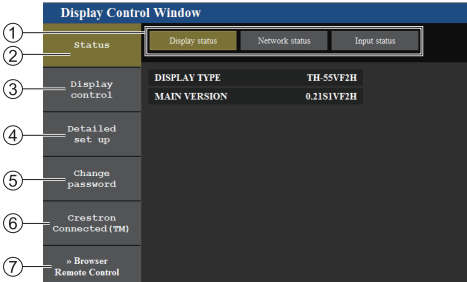 Display Control Window
1
Display status Network status Input status
Status
2
DISPLAY TYPE TH-55VF2H
MAIN VERSION 0.21S1VF2H
3
Display
control
4
Detailed
set up
5
Change
password
6
Crestron
Connected(TM)
7
» Browser
Remote Control